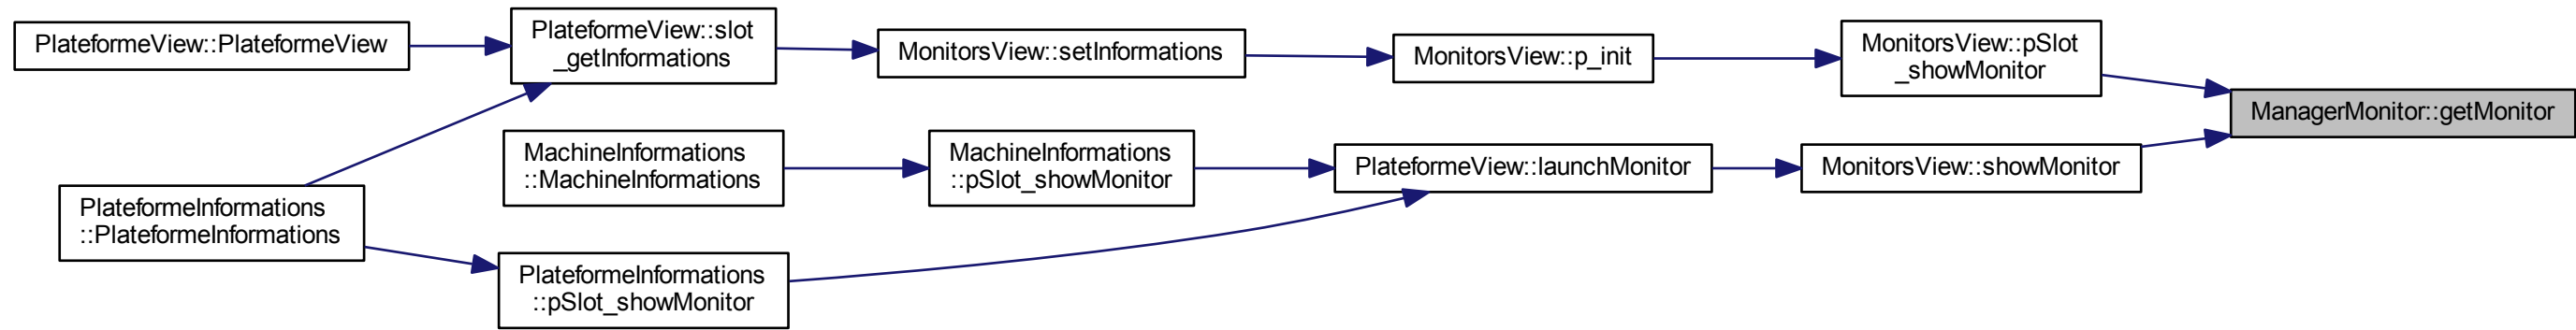 PlateformeView::PlateformeView
PlateformeView::slot
_getInformations
MonitorsView::setInformations
MonitorsView::p_init
MonitorsView::pSlot
_showMonitor
ManagerMonitor::getMonitor
MachineInformations
::MachineInformations
MachineInformations
::pSlot_showMonitor
PlateformeView::launchMonitor
MonitorsView::showMonitor
PlateformeInformations
::PlateformeInformations
PlateformeInformations
::pSlot_showMonitor